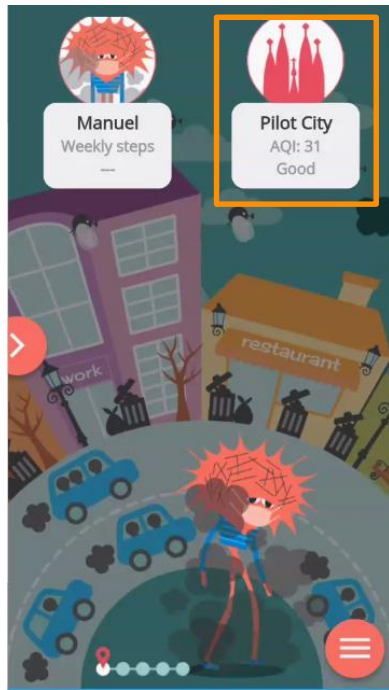 Manuel
Weekly steps
---
Pilot City
AQI: 31
Good
work
restaurant